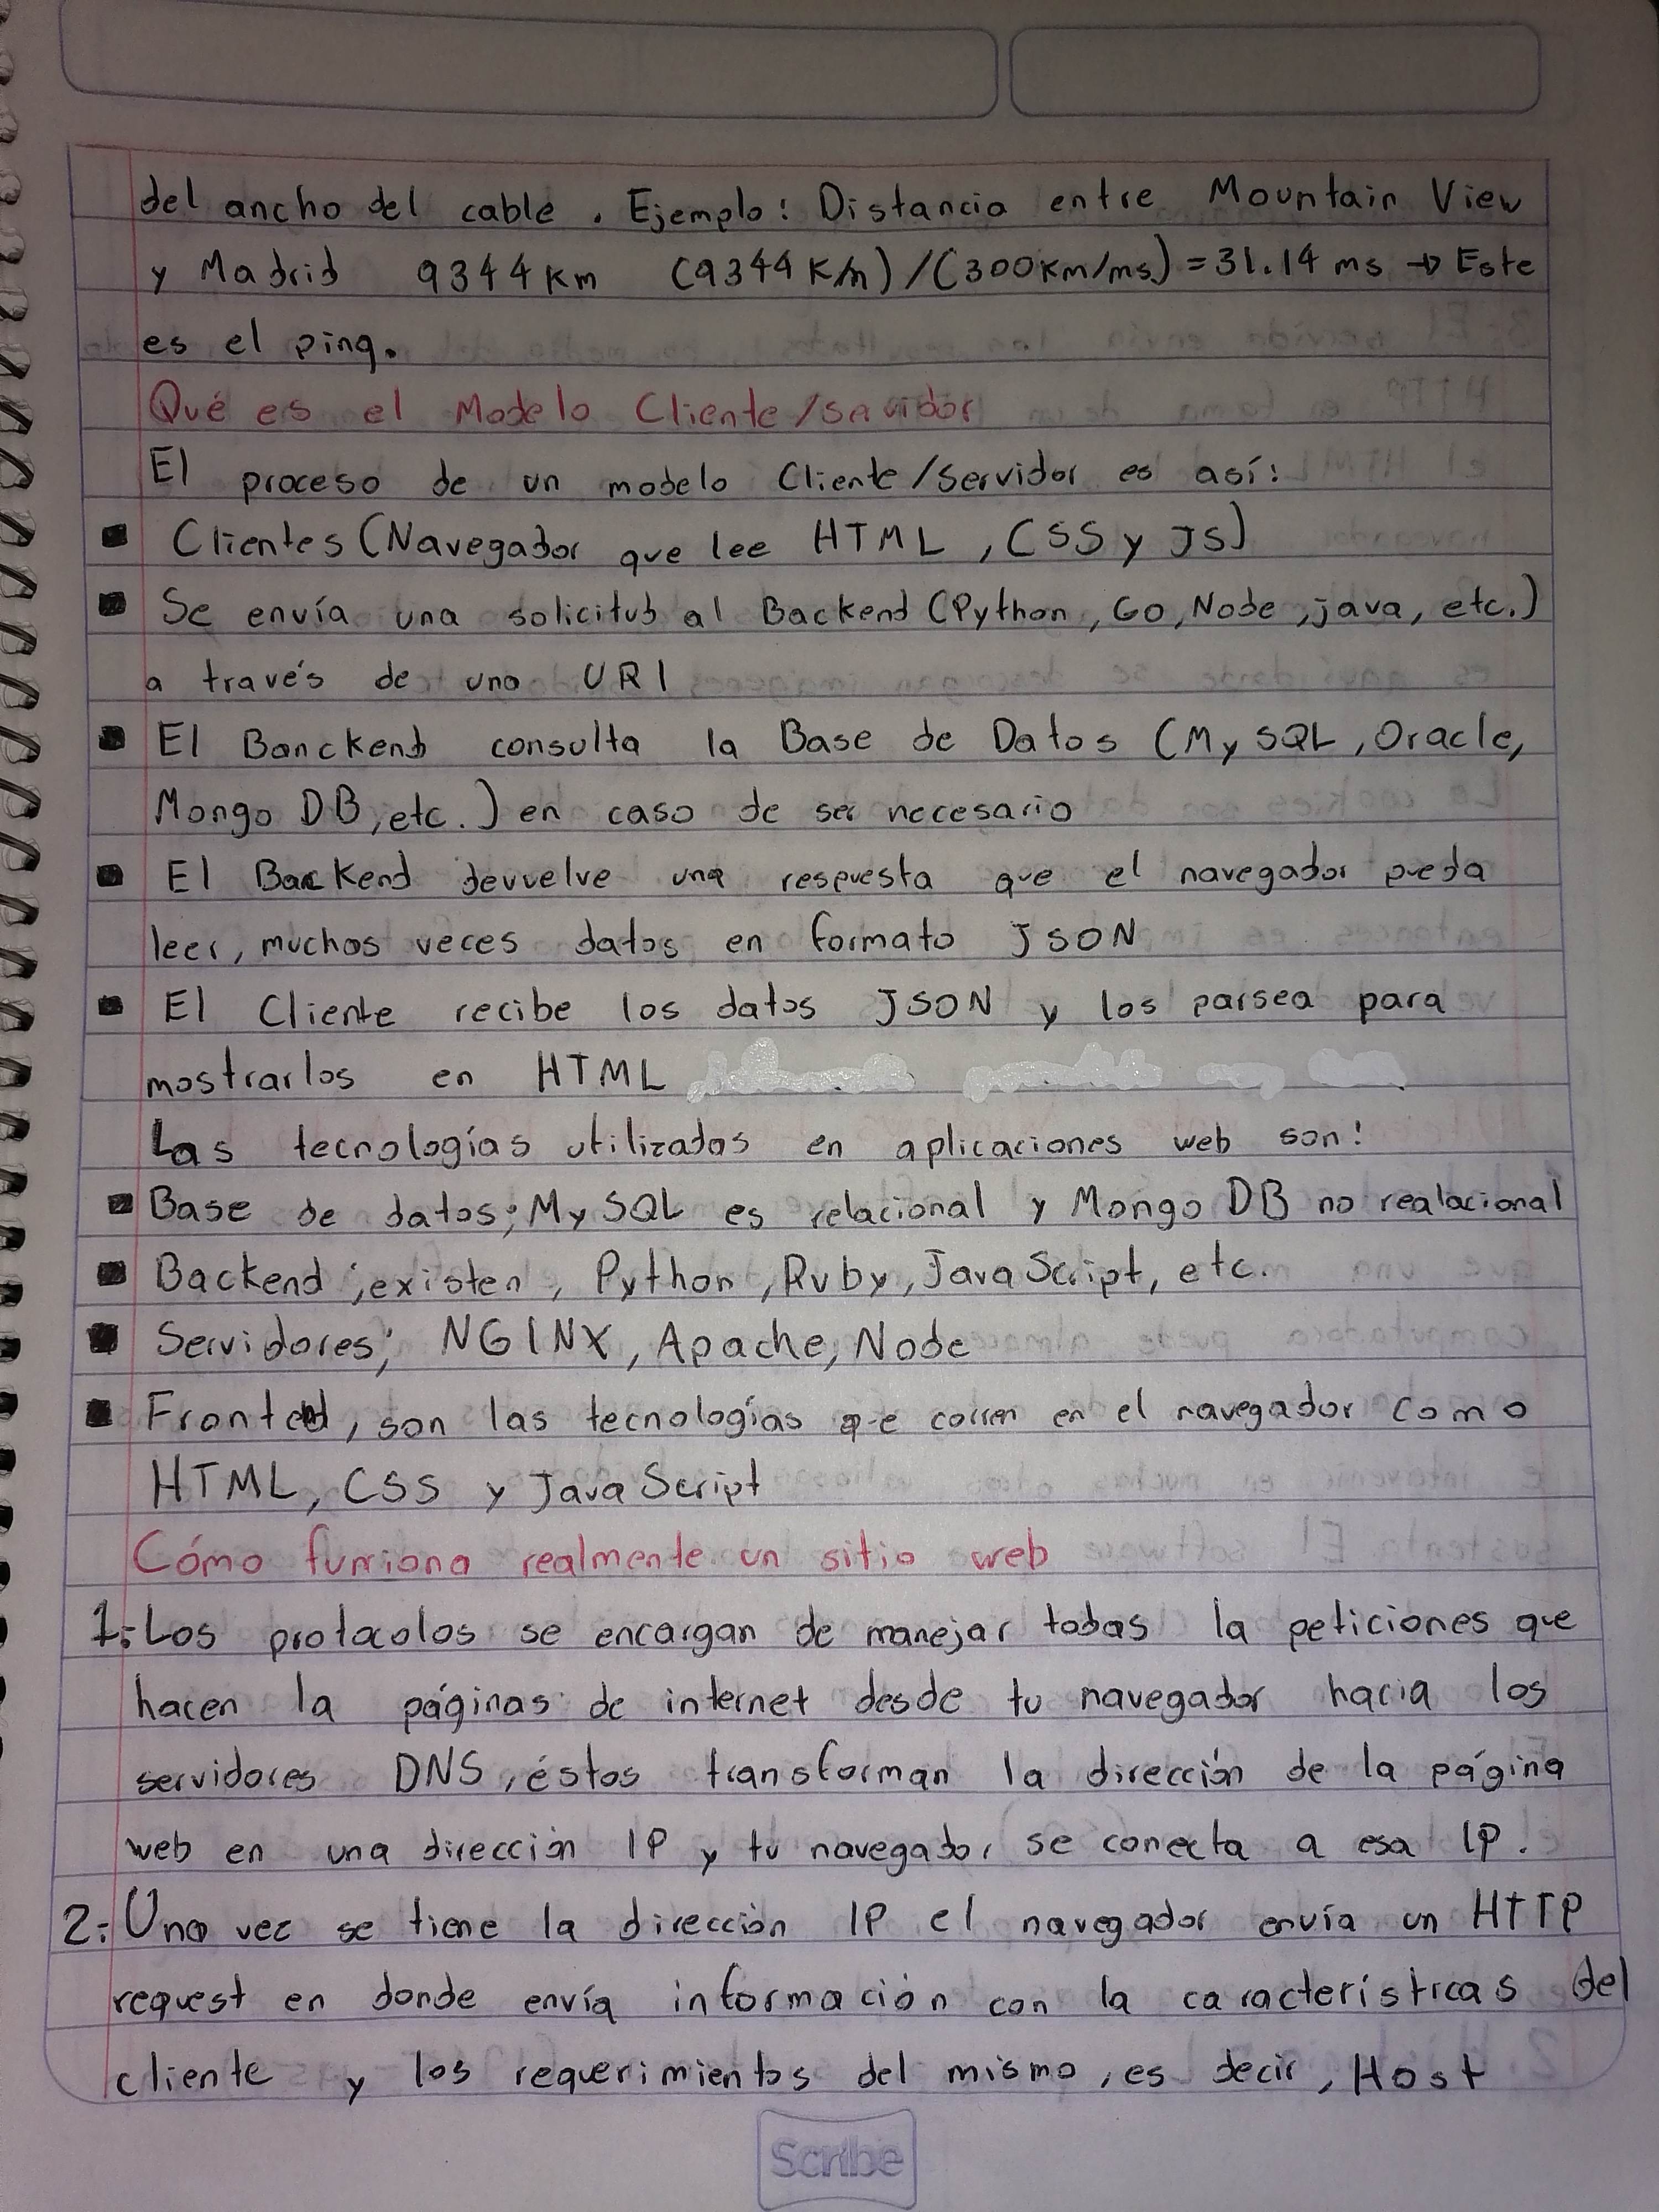 del ancho del cable. Ejemplo: Distancia entre Mountain View
y Madrid 9344 km (9344 Km) / (300 Km/ms) = 31.14 ms → Este
es el ping.
Qué es el Modelo Cliente/Servidor
El proceso de un modelo Cliente/Servidor es así:
■ Clientes (Navegador que lee HTML, CSS y JS)
■ Se envía una solicitud al Backend (Python, Go, Node, java, etc.)
a través de una URI
■ El Banckend consulta la Base de Datos (MySQL, Oracle,
Mongo DB, etc.) en caso de ser necesario
■ El Backend devuelve una respuesta que el navegador pueda
leer, muchos veces datos en formato JSON
■ El Cliente recibe los datos JSON y los parsea para
mostrarlos en HTML
Las tecnologías utilizadas en aplicaciones web son:
■ Base de datos; MySQL es relacional y Mongo DB no realacional
■ Backend; existen, Python, Ruby, JavaScript, etc.
■ Servidores; NGINX, Apache, Node
■ Fronted, son las tecnologías que corren en el navegador como
HTML, CSS y JavaScript
Cómo funciona realmente un sitio web
1: Los protocolos se encargan de manejar todas la peticiones que
hacen la páginas de internet desde tu navegador hacia los
servidores DNS, éstos transforman la dirección de la página
web en una dirección IP y tu navegador se conecta a esa IP.
2: Una vez se tiene la dirección IP el navegador envía un HTTP
request en donde envía información con la características del
cliente y los requerimientos del mismo, es decir, Host
Scribe